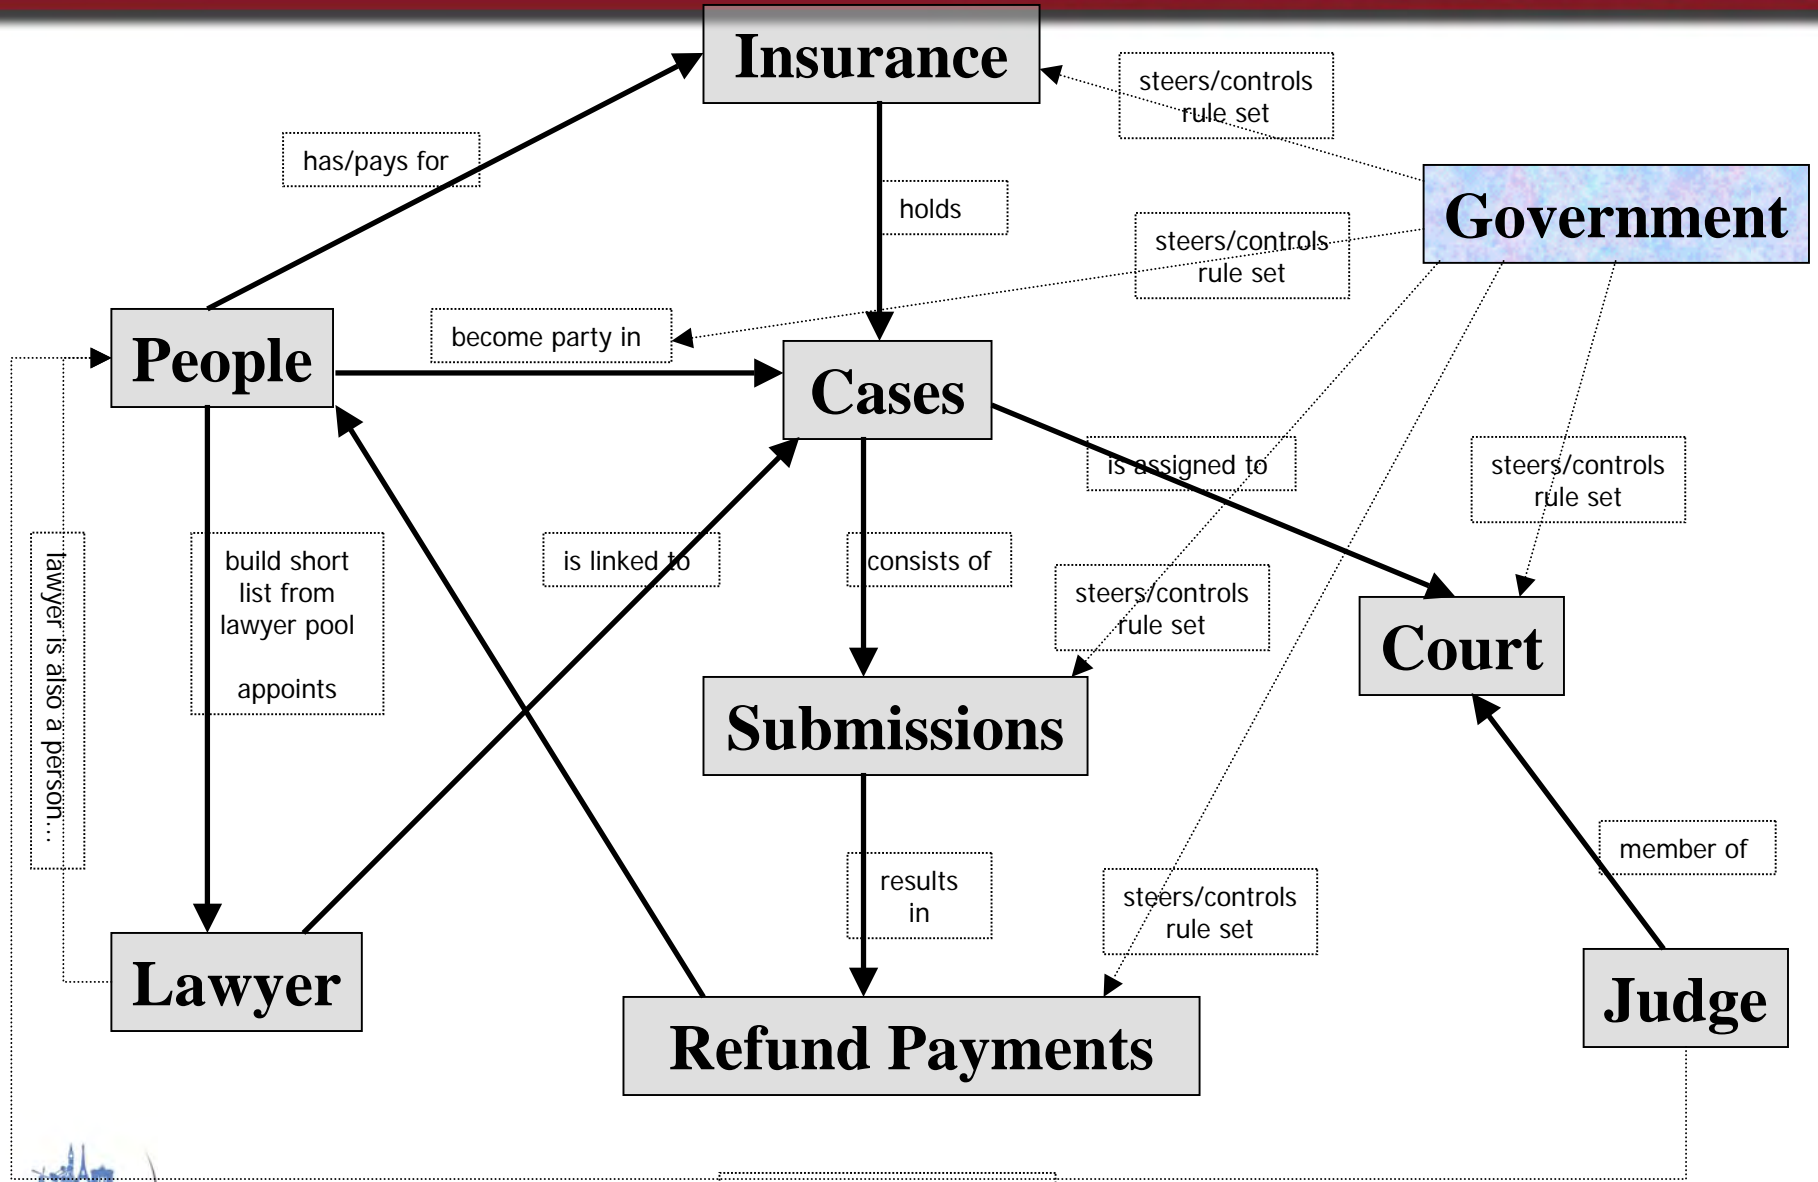 Insurance
steers/controls
rule set
has/pays for
holds
Government
steers/controls
rule set
become party in
People
Cases
is assigned to
steers/controls
rule set
lawyer is also a person…
build short
list from
lawyer pool
appoints
is linked to
consists of
steers/controls
rule set
Court
Submissions
member of
results
in
steers/controls
rule set
Lawyer
Judge
Refund Payments